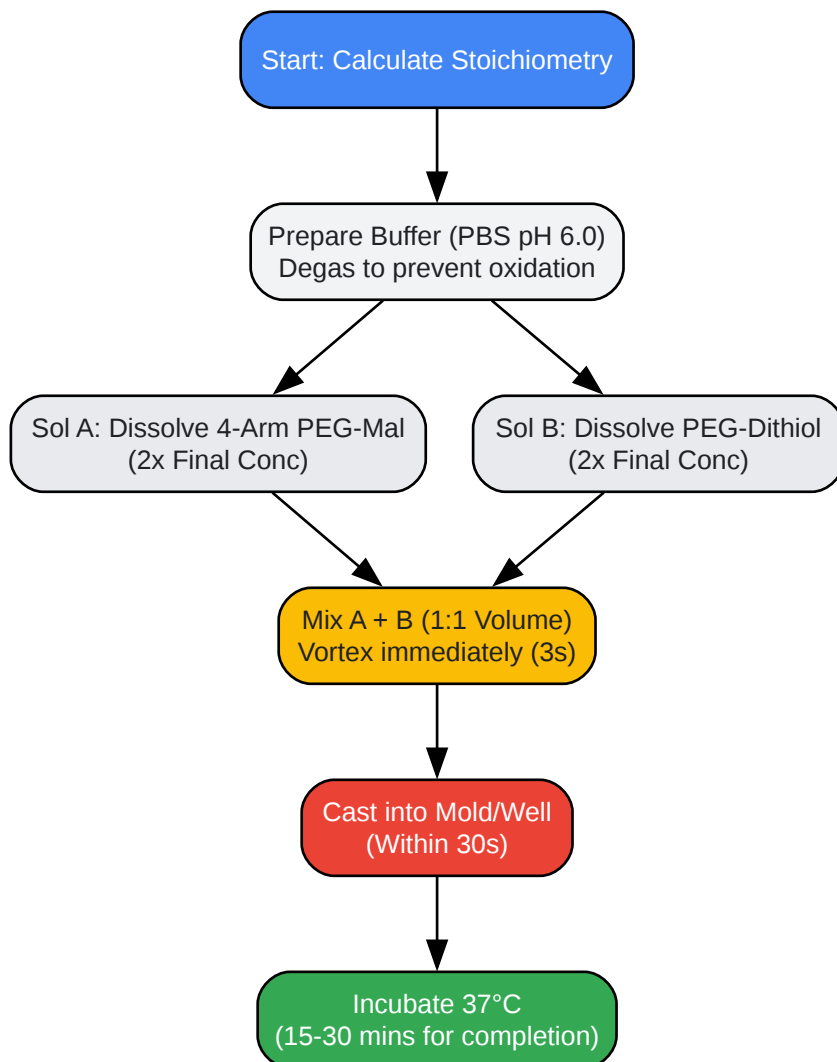 Start: Calculate Stoichiometry
Prepare Buffer (PBS pH 6.0)
Degas to prevent oxidation
Sol A: Dissolve 4-Arm PEG-Mal
(2x Final Conc)
Sol B: Dissolve PEG-Dithiol
(2x Final Conc)
Mix A + B (1:1 Volume)
Vortex immediately (3s)
Cast into Mold/Well
(Within 30s)
Incubate 37°C
(15-30 mins for completion)